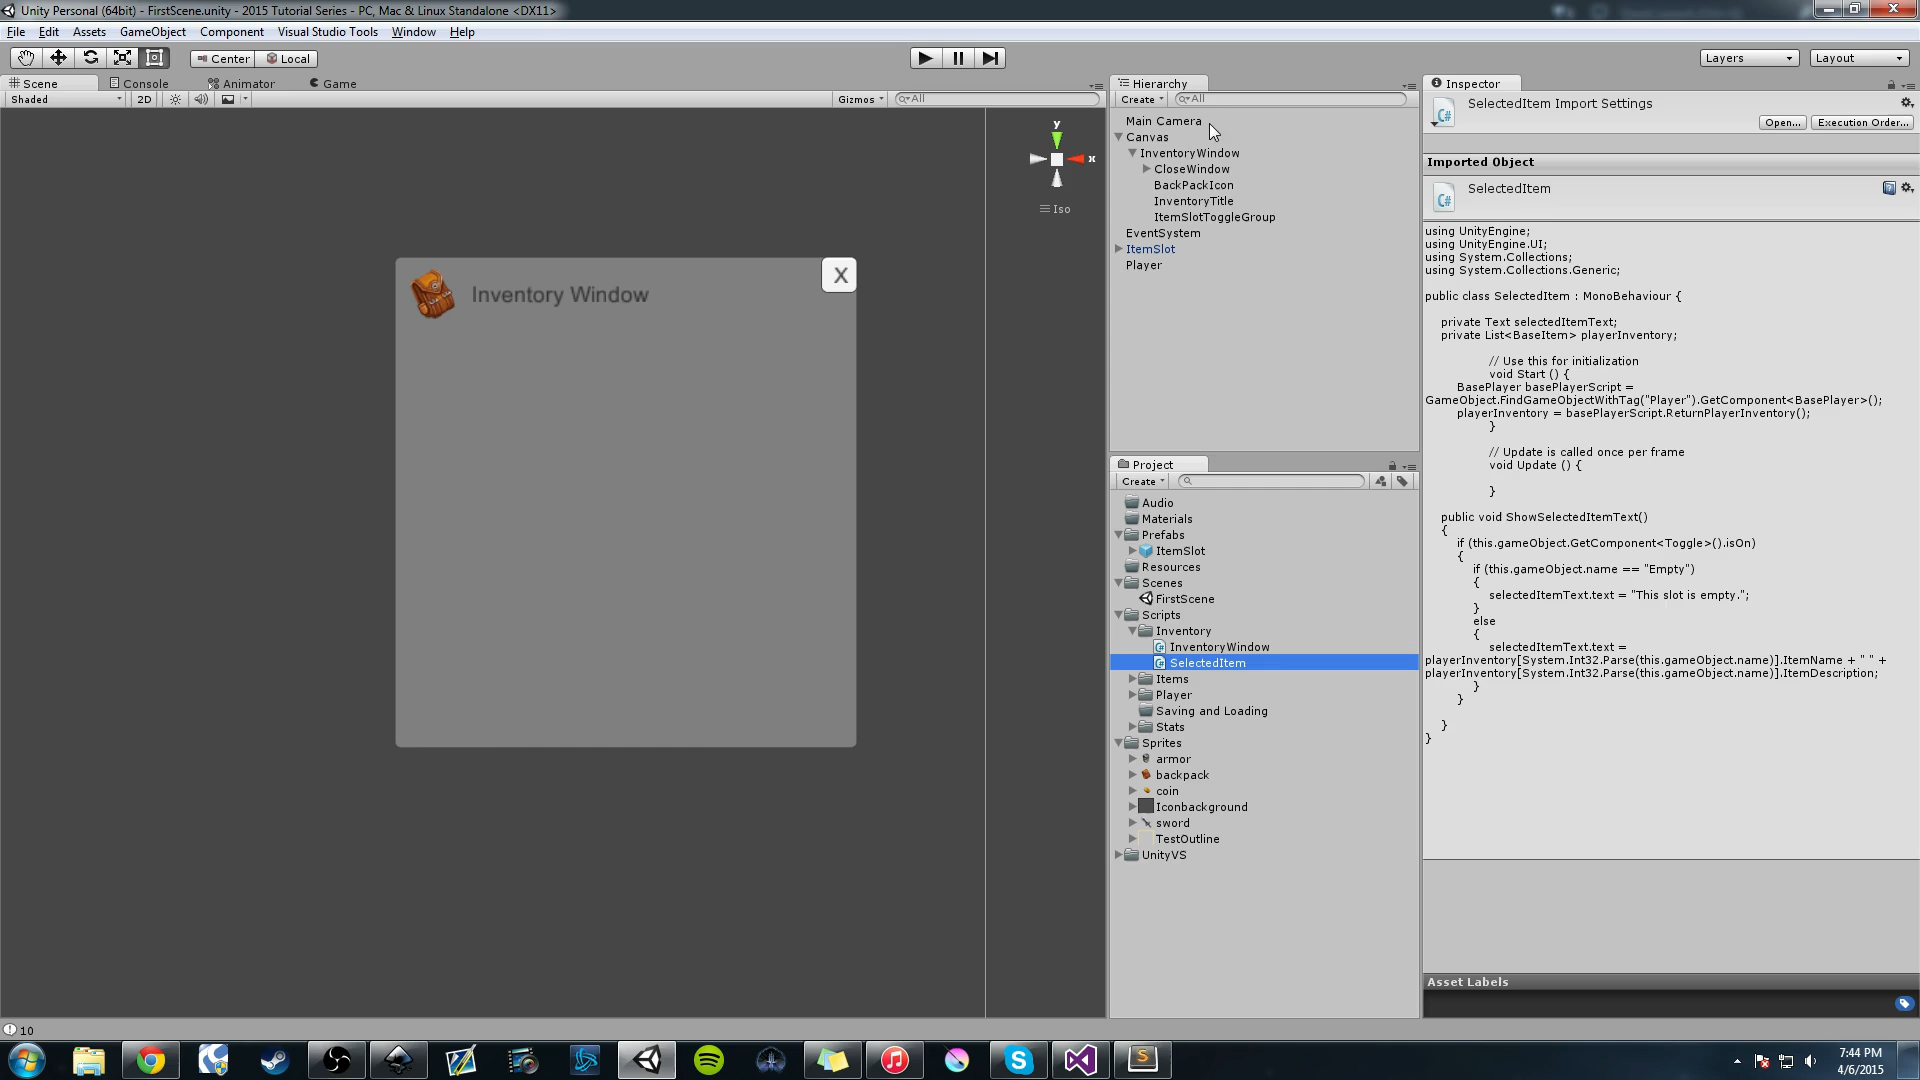 Unity Personal (64bit) - FirstScene.unity - 2015 Tutorial Series - PC, Mac & Linux Standalone <DX11>
File Edit Assets GameObject Component Visual Studio Tools Window Help
Center Local Layers Layout
Scene Console Animator Game
Shaded 2D Gizmos All
y
x
Iso
X
Inventory Window
Hierarchy
Create All
Main Camera
Canvas
InventoryWindow
CloseWindow
BackPackIcon
InventoryTitle
ItemSlotToggleGroup
EventSystem
ItemSlot
Player
Project
Create
Audio
Materials
Prefabs
ItemSlot
Resources
Scenes
FirstScene
Scripts
Inventory
InventoryWindow
SelectedItem
Items
Player
Saving and Loading
Stats
Sprites
armor
backpack
coin
Iconbackground
sword
TestOutline
UnityVS
Inspector
SelectedItem Import Settings
Open... Execution Order...
Imported Object
SelectedItem
using UnityEngine;
using UnityEngine.UI;
using System.Collections;
using System.Collections.Generic;
public class SelectedItem : MonoBehaviour {
private Text selectedItemText;
private List<BaseItem> playerInventory;
// Use this for initialization
void Start () {
BasePlayer basePlayerScript =
GameObject.FindGameObjectWithTag("Player").GetComponent<BasePlayer>();
playerInventory = basePlayerScript.ReturnPlayerInventory();
}
// Update is called once per frame
void Update () {
}
public void ShowSelectedItemText()
{
if (this.gameObject.GetComponent<Toggle>().isOn)
{
if (this.gameObject.name == "Empty")
{
selectedItemText.text = "This slot is empty.";
}
else
{
selectedItemText.text =
playerInventory[System.Int32.Parse(this.gameObject.name)].ItemName + " " +
playerInventory[System.Int32.Parse(this.gameObject.name)].ItemDescription;
}
}
}
}
Asset Labels
10
7:44 PM
4/6/2015